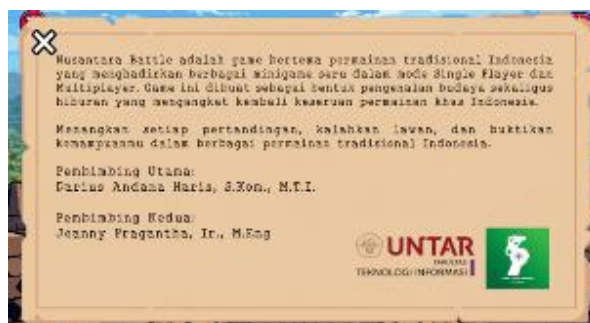 Nusantara Battle adalah game bertema permainan tradisional Indonesia
yang menghadirkan berbagai minigame seru dalam mode Single Player dan
Multiplayer. Game ini dibuat sebagai bentuk pengenalan budaya sekaligus
hiburan yang mengangkat kembali keseruan permainan khas Indonesia.
Menangkan setiap pertandingan, kalahkan lawan, dan buktikan
kemampuanmu dalam berbagai permainan tradisional Indonesia.
Pembimbing Utama:
Darius Andana Haris, S.Kom., M.T.I.
Pembimbing Kedua:
Jeanny Pragantha, Ir., M.Eng
UNTAR
FAKULTAS
TEKNOLOGI INFORMASI